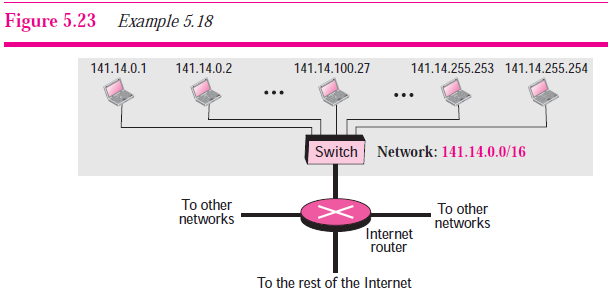 Figure 5.23 Example 5.18
141.14.0.1 141.14.0.2 141.14.100.27 141.14.255.253 141.14.255.254
... ...
Switch Network: 141.14.0.0/16
To other
networks
To other
networks
Internet
router
To the rest of the Internet